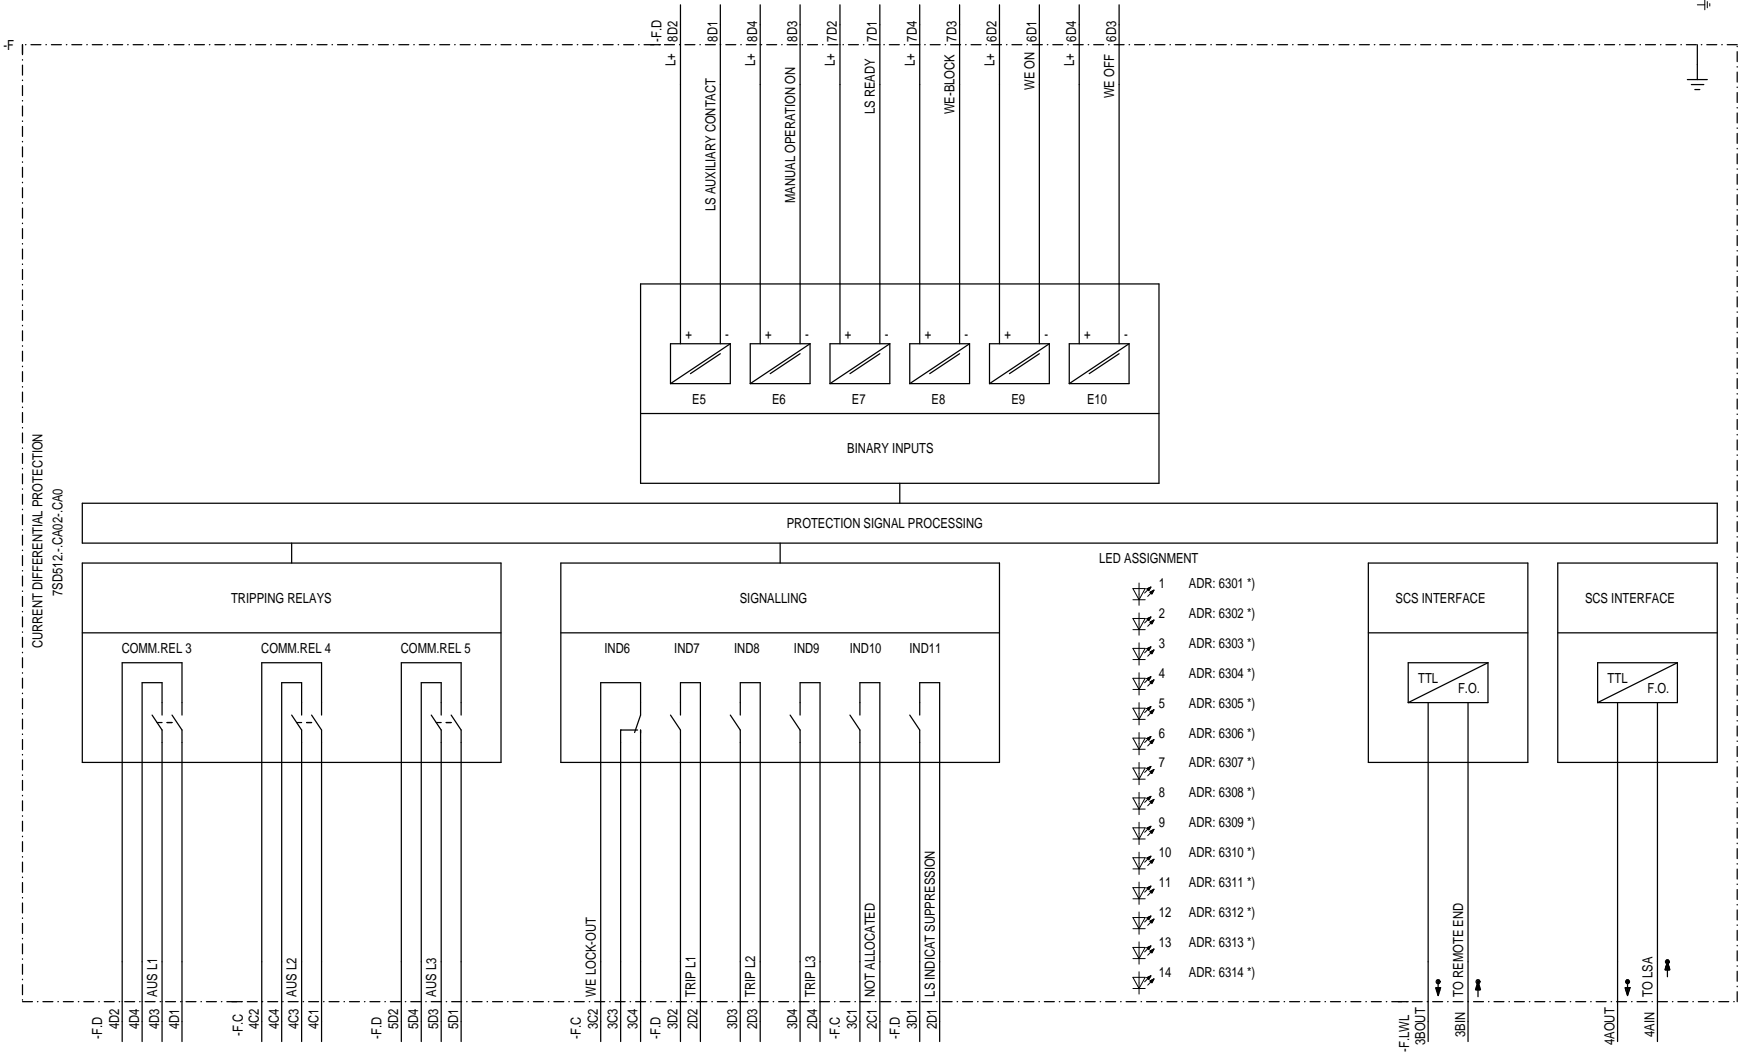 -F
-F.D
8D2
8D1
8D4
8D3
7D2
7D1
7D4
7D3
6D2
6D1
6D4
6D3
L+
LS AUXILIARY CONTACT
L+
MANUAL OPERATION ON
L+
LS READY
L+
WE-BLOCK
L+
WE ON
L+
WE OFF
+ -
+ -
+ -
+ -
+ -
+ -
E5
E6
E7
E8
E9
E10
BINARY INPUTS
CURRENT DIFFERENTIAL PROTECTION
7SD512.-.CA02-.CA0
PROTECTION SIGNAL PROCESSING
TRIPPING RELAYS
COMM.REL 3
COMM.REL 4
COMM.REL 5
SIGNALLING
IND6
IND7
IND8
IND9
IND10
IND11
LED ASSIGNMENT
1 ADR: 6301 *)
2 ADR: 6302 *)
3 ADR: 6303 *)
4 ADR: 6304 *)
5 ADR: 6305 *)
6 ADR: 6306 *)
7 ADR: 6307 *)
8 ADR: 6308 *)
9 ADR: 6309 *)
10 ADR: 6310 *)
11 ADR: 6311 *)
12 ADR: 6312 *)
13 ADR: 6313 *)
14 ADR: 6314 *)
SCS INTERFACE
TTL
F.O.
SCS INTERFACE
TTL
F.O.
AUS L1
AUS L2
AUS L3
WE LOCK-OUT
TRIP L1
TRIP L2
TRIP L3
NOT ALLOCATED
LS INDICAT SUPPRESSION
TO REMOTE END
TO LSA
-F.D
4D2
4D4
4D3
4D1
-F.C
4C2
4C4
4C3
4C1
-F.D
5D2
5D4
5D3
5D1
-F.C
3C2
3C3
3C4
-F.D
3D2
2D2
3D3
2D3
3D4
2D4
-F.C
3C1
2C1
-F.D
3D1
2D1
-F.LWL
3BOUT
3BIN
4AOUT
4AIN